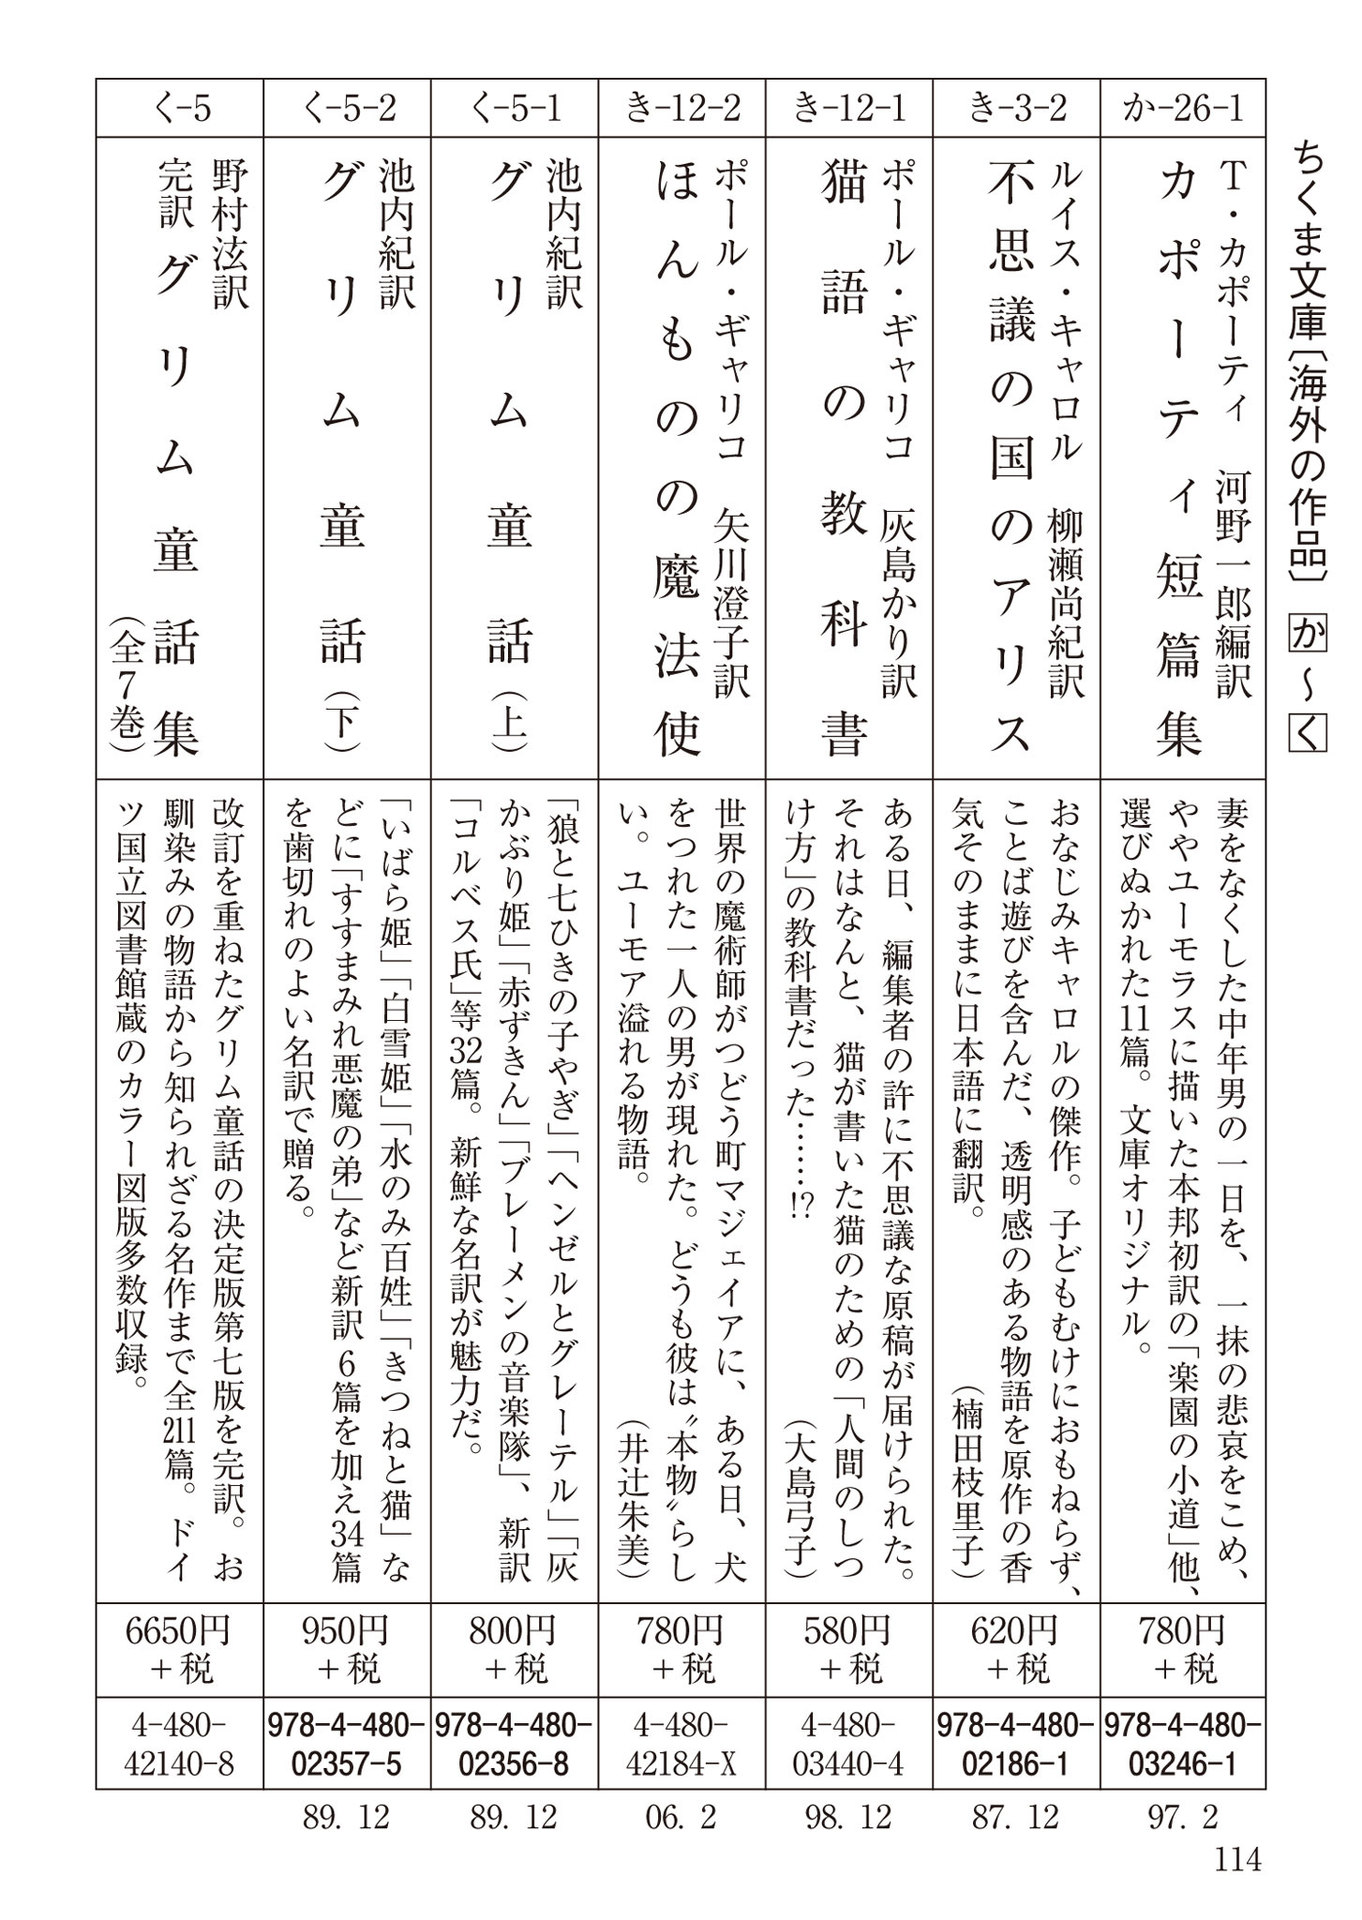 ちくま文庫〔海外の作品〕 か～く
か-26-1
T・カポーティ 河野一郎編訳
カポーティ短篇集
妻をなくした中年男の一日を、一抹の悲哀をこめ、
ややユーモラスに描いた本邦初訳の「楽園の小道」他、
選びぬかれた11篇。文庫オリジナル。
780円
+税
978-4-480-
03246-1
97. 2
き-3-2
ルイス・キャロル 柳瀬尚紀訳
不思議の国のアリス
おなじみキャロルの傑作。子どもむけにおもねらず、
ことば遊びを含んだ、透明感のある物語を原作の香
気そのままに日本語に翻訳。 (楠田枝里子)
620円
+税
978-4-480-
02186-1
87. 12
き-12-1
ポール・ギャリコ 灰島かり訳
猫語の教科書
ある日、編集者の許に不思議な原稿が届けられた。
それはなんと、猫が書いた猫のための「人間のしつ
け方」の教科書だった……!? (大島弓子)
580円
+税
4-480-
03440-4
98. 12
き-12-2
ポール・ギャリコ 矢川澄子訳
ほんものの魔法使
世界の魔術師がつどう町マジェイアに、ある日、犬
をつれた一人の男が現れた。どうも彼は〝本物〟らし
い。ユーモア溢れる物語。 (井辻朱美)
780円
+税
4-480-
42184-X
06. 2
く-5-1
池内紀訳
グリム童話(上)
「狼と七ひきの子やぎ」「ヘンゼルとグレーテル」「灰
かぶり姫」「赤ずきん」「ブレーメンの音楽隊」、新訳
「コルベス氏」等32篇。新鮮な名訳が魅力だ。
800円
+税
978-4-480-
02356-8
89. 12
く-5-2
池内紀訳
グリム童話(下)
「いばら姫」「白雪姫」「水のみ百姓」「きつねと猫」な
どに「すすまみれ悪魔の弟」など新訳6篇を加え34篇
を歯切れのよい名訳で贈る。
950円
+税
978-4-480-
02357-5
89. 12
く-5
野村泫訳
完訳 グリム童話集
(全7巻)
改訂を重ねたグリム童話の決定版第七版を完訳。お
馴染みの物語から知られざる名作まで全211篇。ドイ
ツ国立図書館蔵のカラー図版多数収録。
6650円
+税
4-480-
42140-8
114